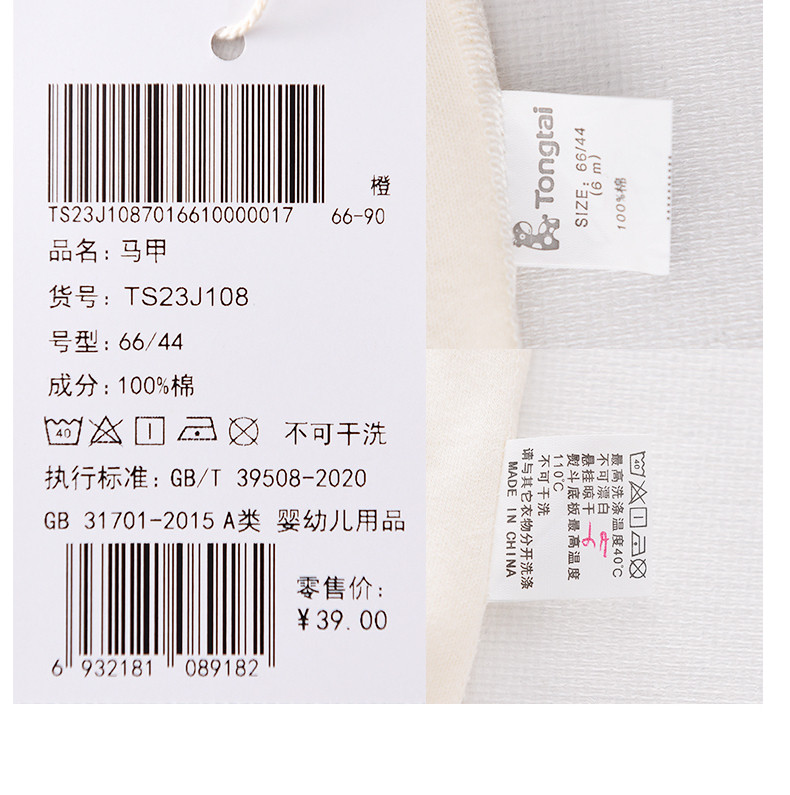 橙
TS23J1087016610000017 66-90
品名: 马甲
货号: TS23J108
号型: 66/44
成分: 100%棉
40 不可干洗
执行标准: GB/T 39508-2020
GB 31701-2015 A类 婴幼儿用品
零售价:
¥39.00
6 932181 089182
Tongtai
SIZE: 66/44
(6 m)
100%棉
40
最高洗涤温度40℃
不可漂白
悬挂晾干
熨斗底板最高温度
110℃
不可干洗
请与其它衣物分开洗涤
MADE IN CHINA